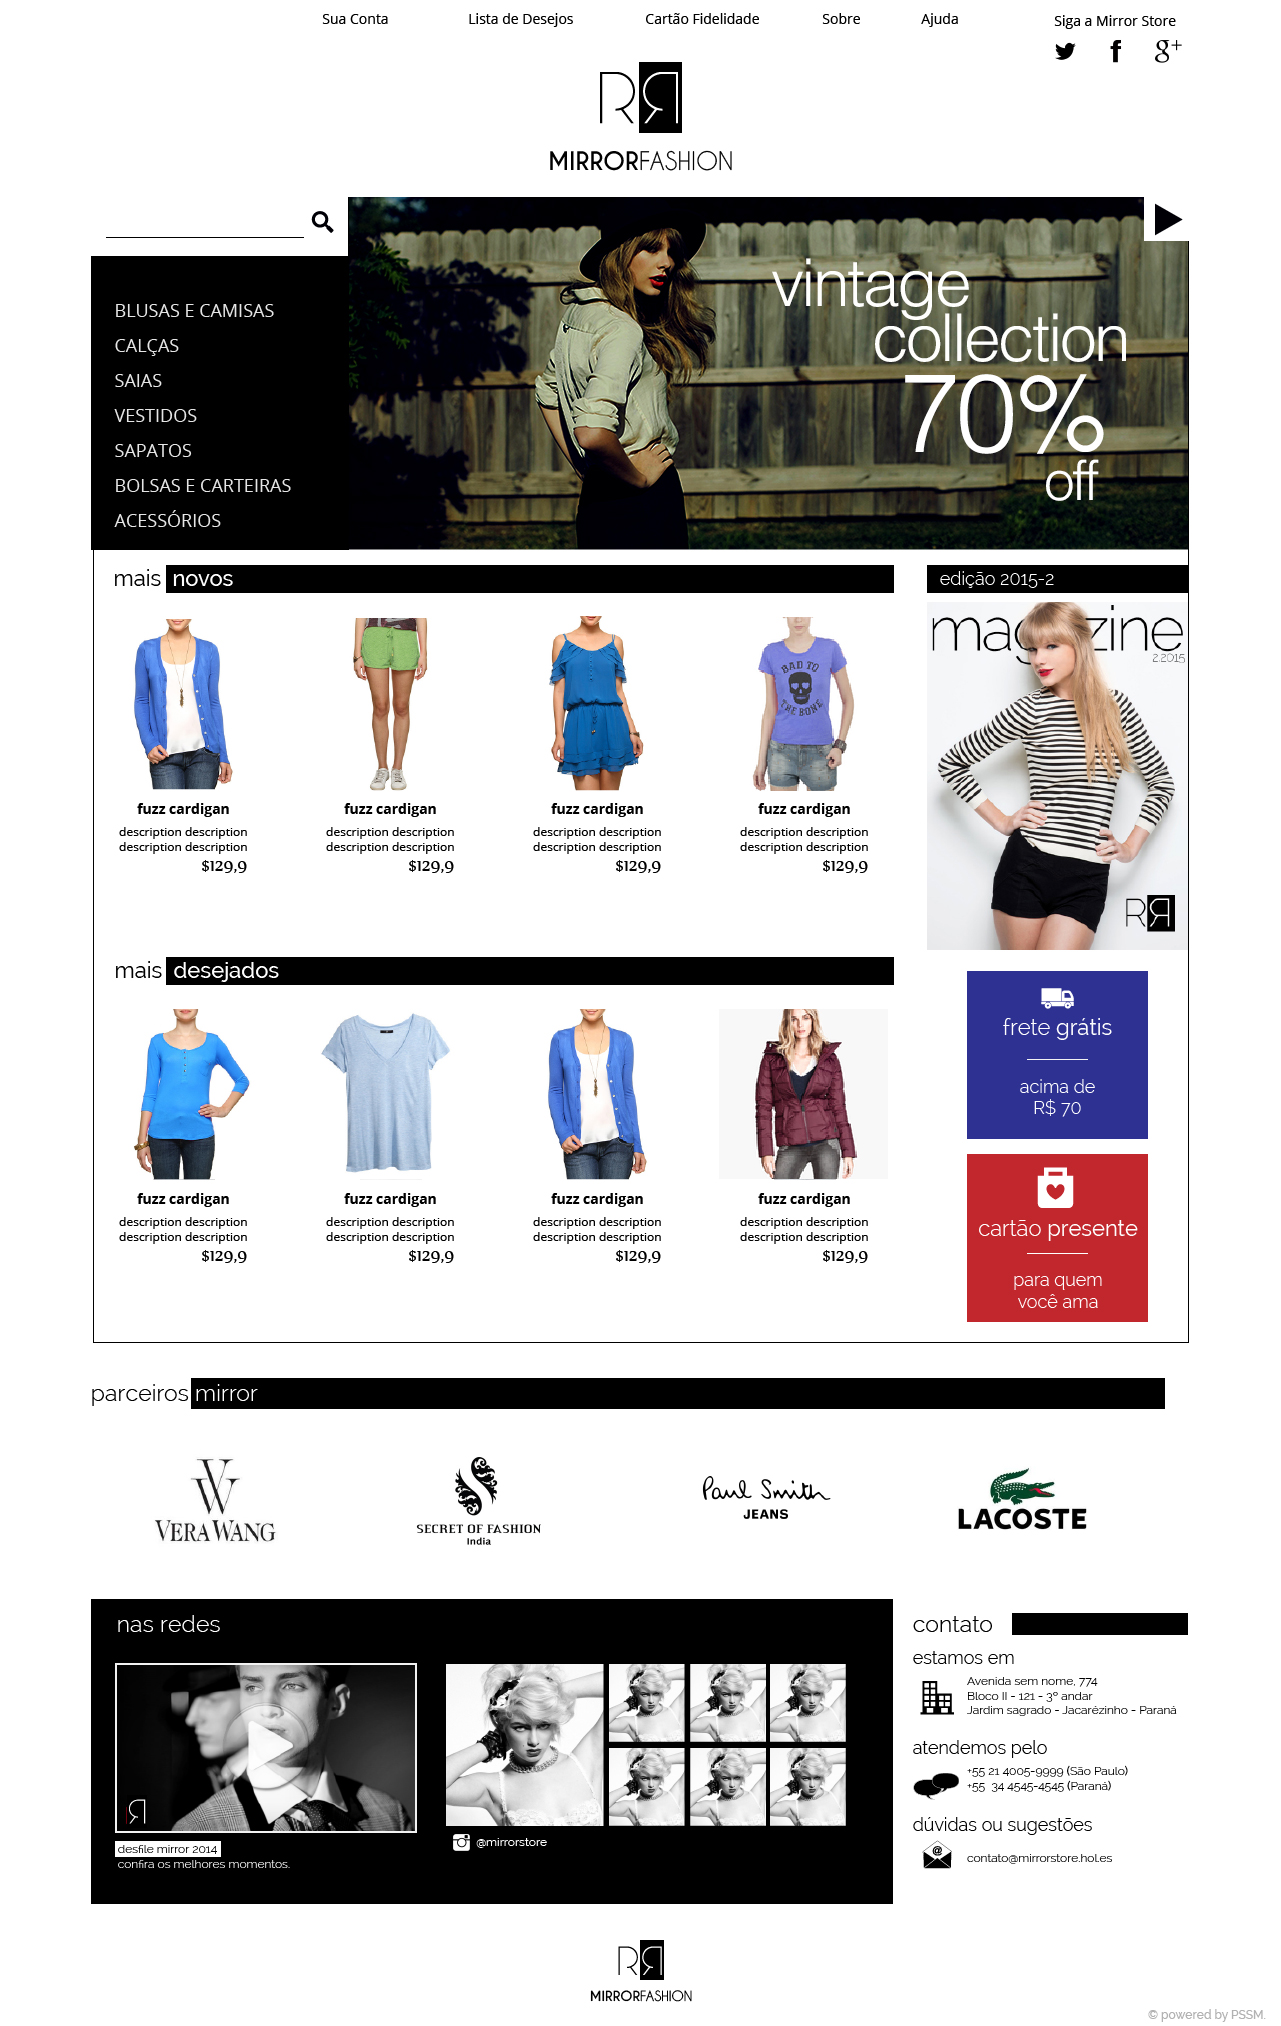 Sua Conta
Lista de Desejos
Cartão Fidelidade
Sobre
Ajuda
Siga a Mirror Store
MIRRORFASHION
BLUSAS E CAMISAS
CALÇAS
SAIAS
VESTIDOS
SAPATOS
BOLSAS E CARTEIRAS
ACESSÓRIOS
vintage
collection
70%
off
mais novos
fuzz cardigan
description description
description description
$129,9
fuzz cardigan
description description
description description
$129,9
fuzz cardigan
description description
description description
$129,9
BAD TO
THE BONE
fuzz cardigan
description description
description description
$129,9
edição 2015-2
magazine
2.2015
mais desejados
fuzz cardigan
description description
description description
$129,9
fuzz cardigan
description description
description description
$129,9
fuzz cardigan
description description
description description
$129,9
fuzz cardigan
description description
description description
$129,9
frete grátis
acima de
R$ 70
cartão presente
para quem
você ama
parceiros mirror
VERA WANG
SECRET OF FASHION
India
Paul Smith
JEANS
LACOSTE
nas redes
desfile mirror 2014
confira os melhores momentos.
@mirrorstore
contato
estamos em
Avenida sem nome, 774
Bloco II - 121 - 3º andar
Jardim sagrado - Jacarézinho - Paraná
atendemos pelo
+55 21 4005-9999 (São Paulo)
+55 34 4545-4545 (Paraná)
dúvidas ou sugestões
contato@mirrorstore.hol.es
MIRRORFASHION
© powered by PSSM.